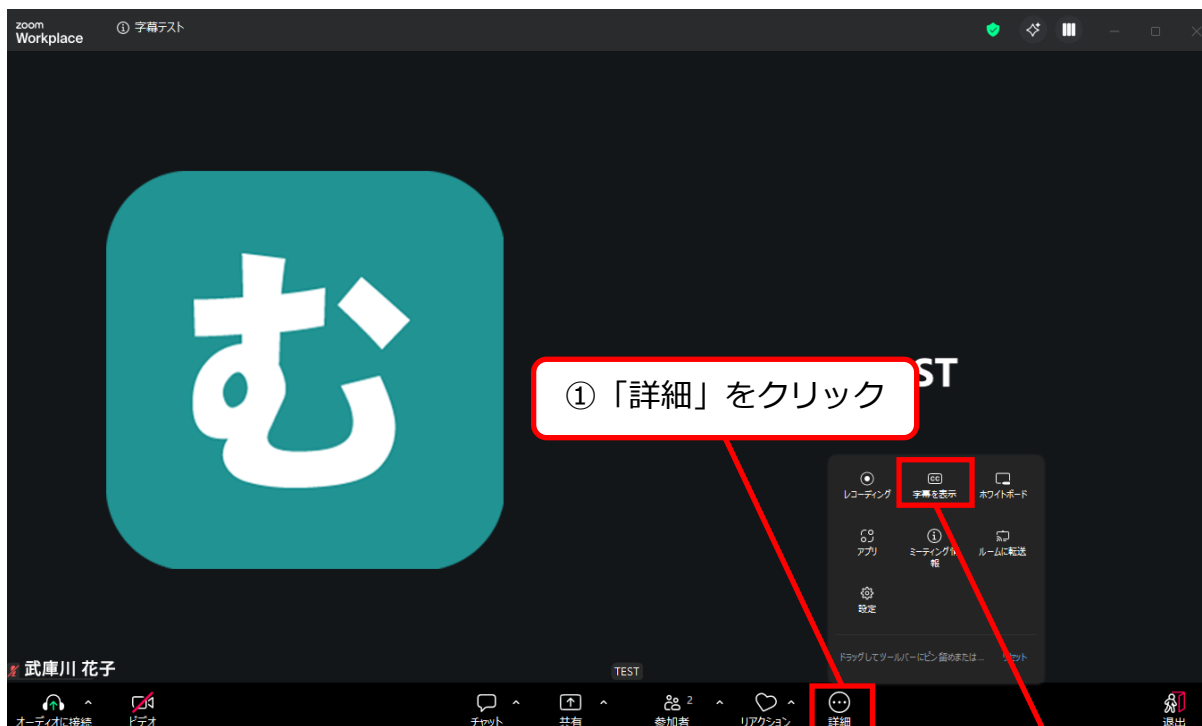 zoom
Workplace
字幕テスト
む
ST
①「詳細」をクリック
レコーディング
字幕を表示
ホワイトボード
アプリ
ミーティング情
報
ルームに転送
設定
ドラッグしてツールバーにピン留めまたは... リセット
武庫川 花子
TEST
オーディオに接続
ビデオ
チャット
共有
参加者
2
リアクション
詳細
退出